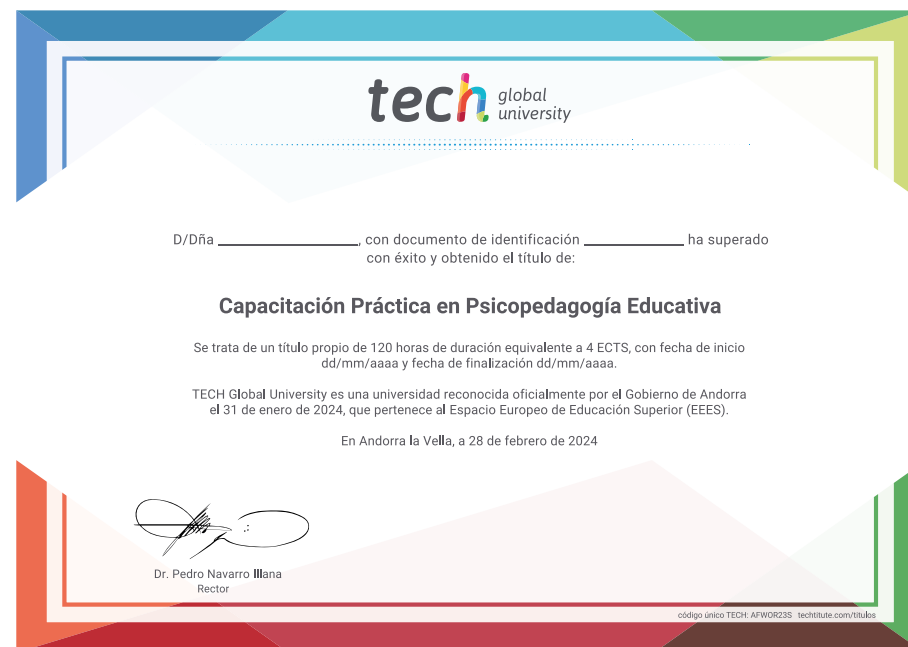 tech global
university
D/Dña ______________, con documento de identificación __________ ha superado
con éxito y obtenido el título de:
Capacitación Práctica en Psicopedagogía Educativa
Se trata de un título propio de 120 horas de duración equivalente a 4 ECTS, con fecha de inicio
dd/mm/aaaa y fecha de finalización dd/mm/aaaa.
TECH Global University es una universidad reconocida oficialmente por el Gobierno de Andorra
el 31 de enero de 2024, que pertenece al Espacio Europeo de Educación Superior (EEES).
En Andorra la Vella, a 28 de febrero de 2024
Dr. Pedro Navarro Illana
Rector
código único TECH: AFWOR23S techtitute.com/titulos